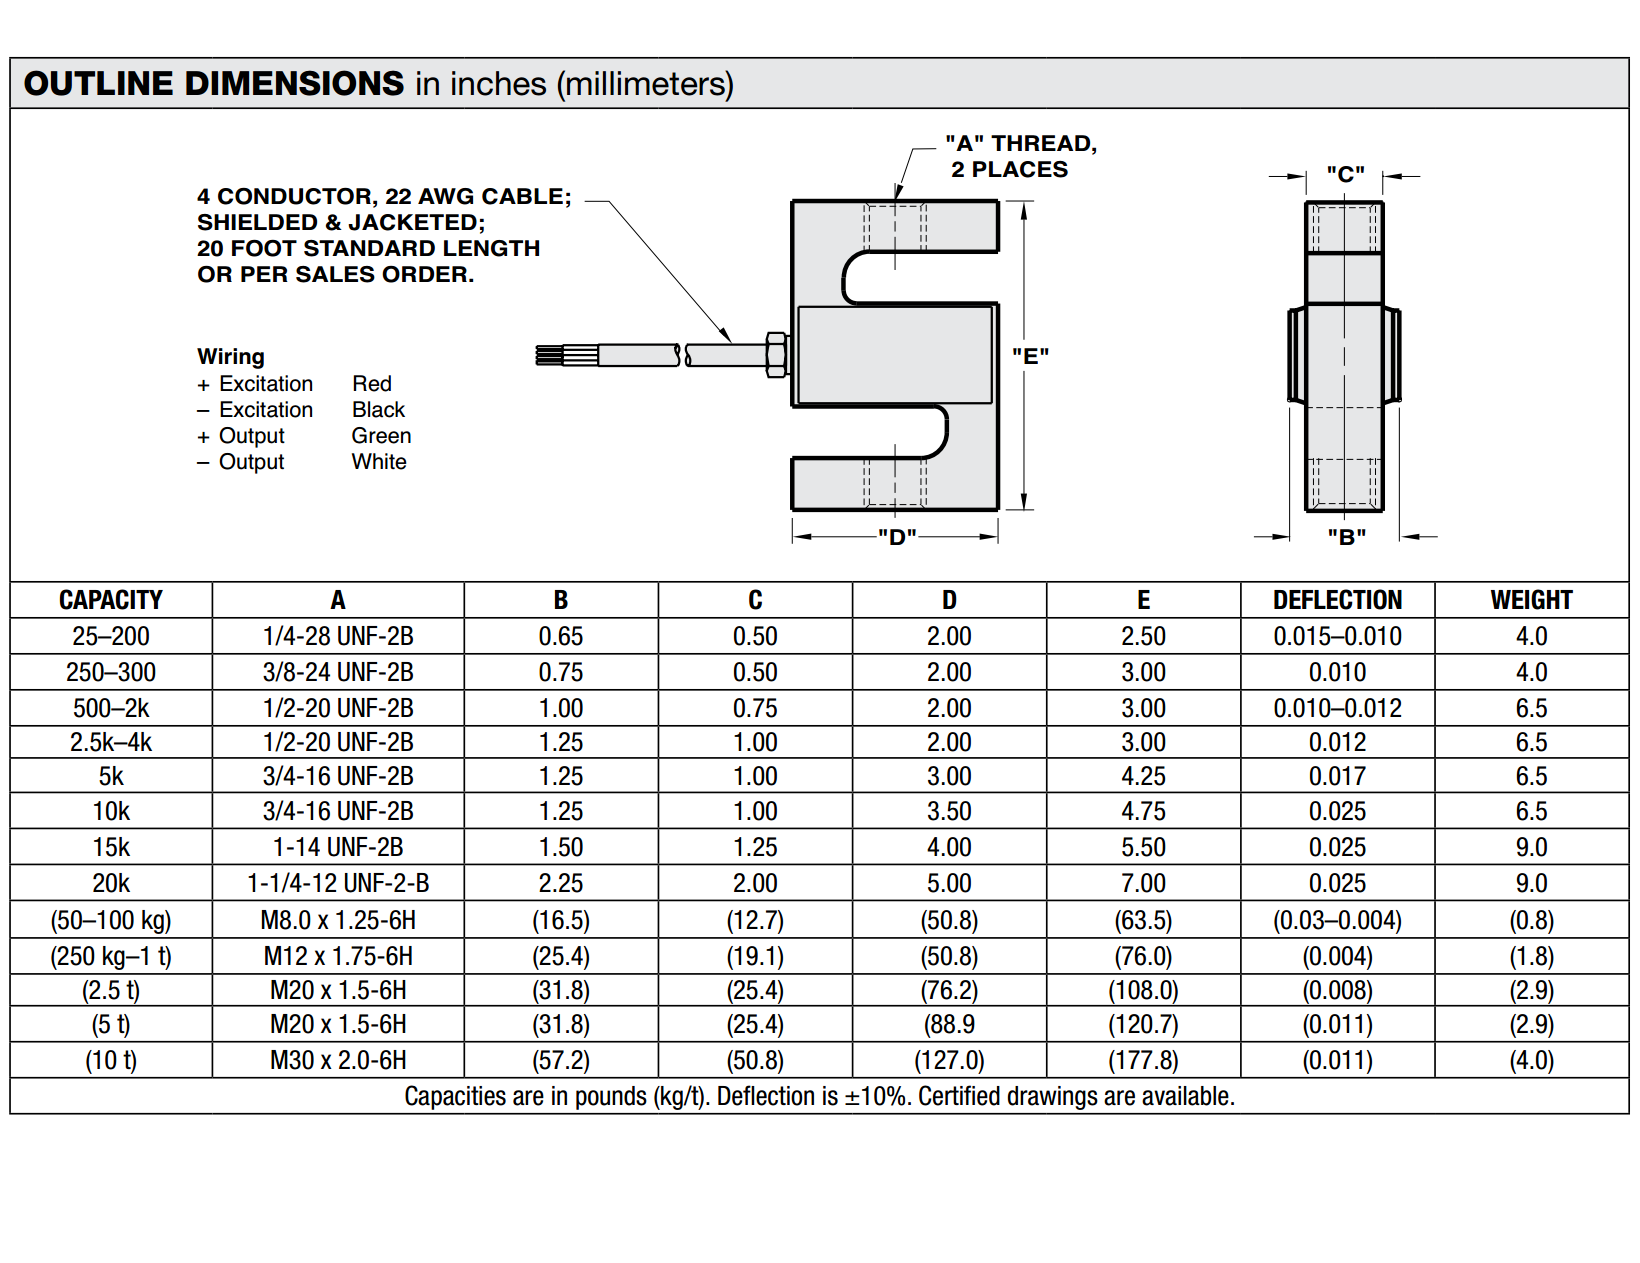 OUTLINE DIMENSIONS in inches (millimeters)
"A" THREAD,
2 PLACES
"C"
4 CONDUCTOR, 22 AWG CABLE;
SHIELDED & JACKETED;
20 FOOT STANDARD LENGTH
OR PER SALES ORDER.
"E"
Wiring
+ Excitation Red
– Excitation Black
+ Output Green
– Output White
"D"
"B"
CAPACITY A B C D E DEFLECTION WEIGHT
25–200 1/4-28 UNF-2B 0.65 0.50 2.00 2.50 0.015–0.010 4.0
250–300 3/8-24 UNF-2B 0.75 0.50 2.00 3.00 0.010 4.0
500–2k 1/2-20 UNF-2B 1.00 0.75 2.00 3.00 0.010–0.012 6.5
2.5k–4k 1/2-20 UNF-2B 1.25 1.00 2.00 3.00 0.012 6.5
5k 3/4-16 UNF-2B 1.25 1.00 3.00 4.25 0.017 6.5
10k 3/4-16 UNF-2B 1.25 1.00 3.50 4.75 0.025 6.5
15k 1-14 UNF-2B 1.50 1.25 4.00 5.50 0.025 9.0
20k 1-1/4-12 UNF-2-B 2.25 2.00 5.00 7.00 0.025 9.0
(50–100 kg) M8.0 x 1.25-6H (16.5) (12.7) (50.8) (63.5) (0.03–0.004) (0.8)
(250 kg–1 t) M12 x 1.75-6H (25.4) (19.1) (50.8) (76.0) (0.004) (1.8)
(2.5 t) M20 x 1.5-6H (31.8) (25.4) (76.2) (108.0) (0.008) (2.9)
(5 t) M20 x 1.5-6H (31.8) (25.4) (88.9 (120.7) (0.011) (2.9)
(10 t) M30 x 2.0-6H (57.2) (50.8) (127.0) (177.8) (0.011) (4.0)
Capacities are in pounds (kg/t). Deflection is ±10%. Certified drawings are available.